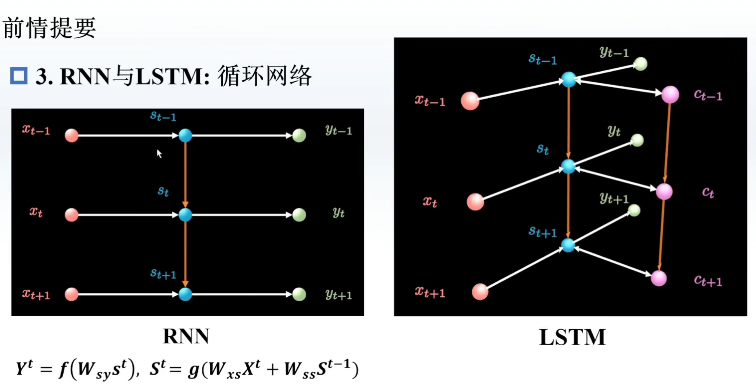 前情提要
3. RNN与LSTM: 循环网络
x_{t-1} s_{t-1} y_{t-1}
x_t s_t y_t
x_{t+1} s_{t+1} y_{t+1}
RNN
Y^t = f(W_{sy}s^t), S^t = g(W_{xs}X^t + W_{ss}S^{t-1})
x_{t-1} s_{t-1} y_{t-1} c_{t-1}
x_t s_t y_t c_t
x_{t+1} s_{t+1} y_{t+1} c_{t+1}
LSTM